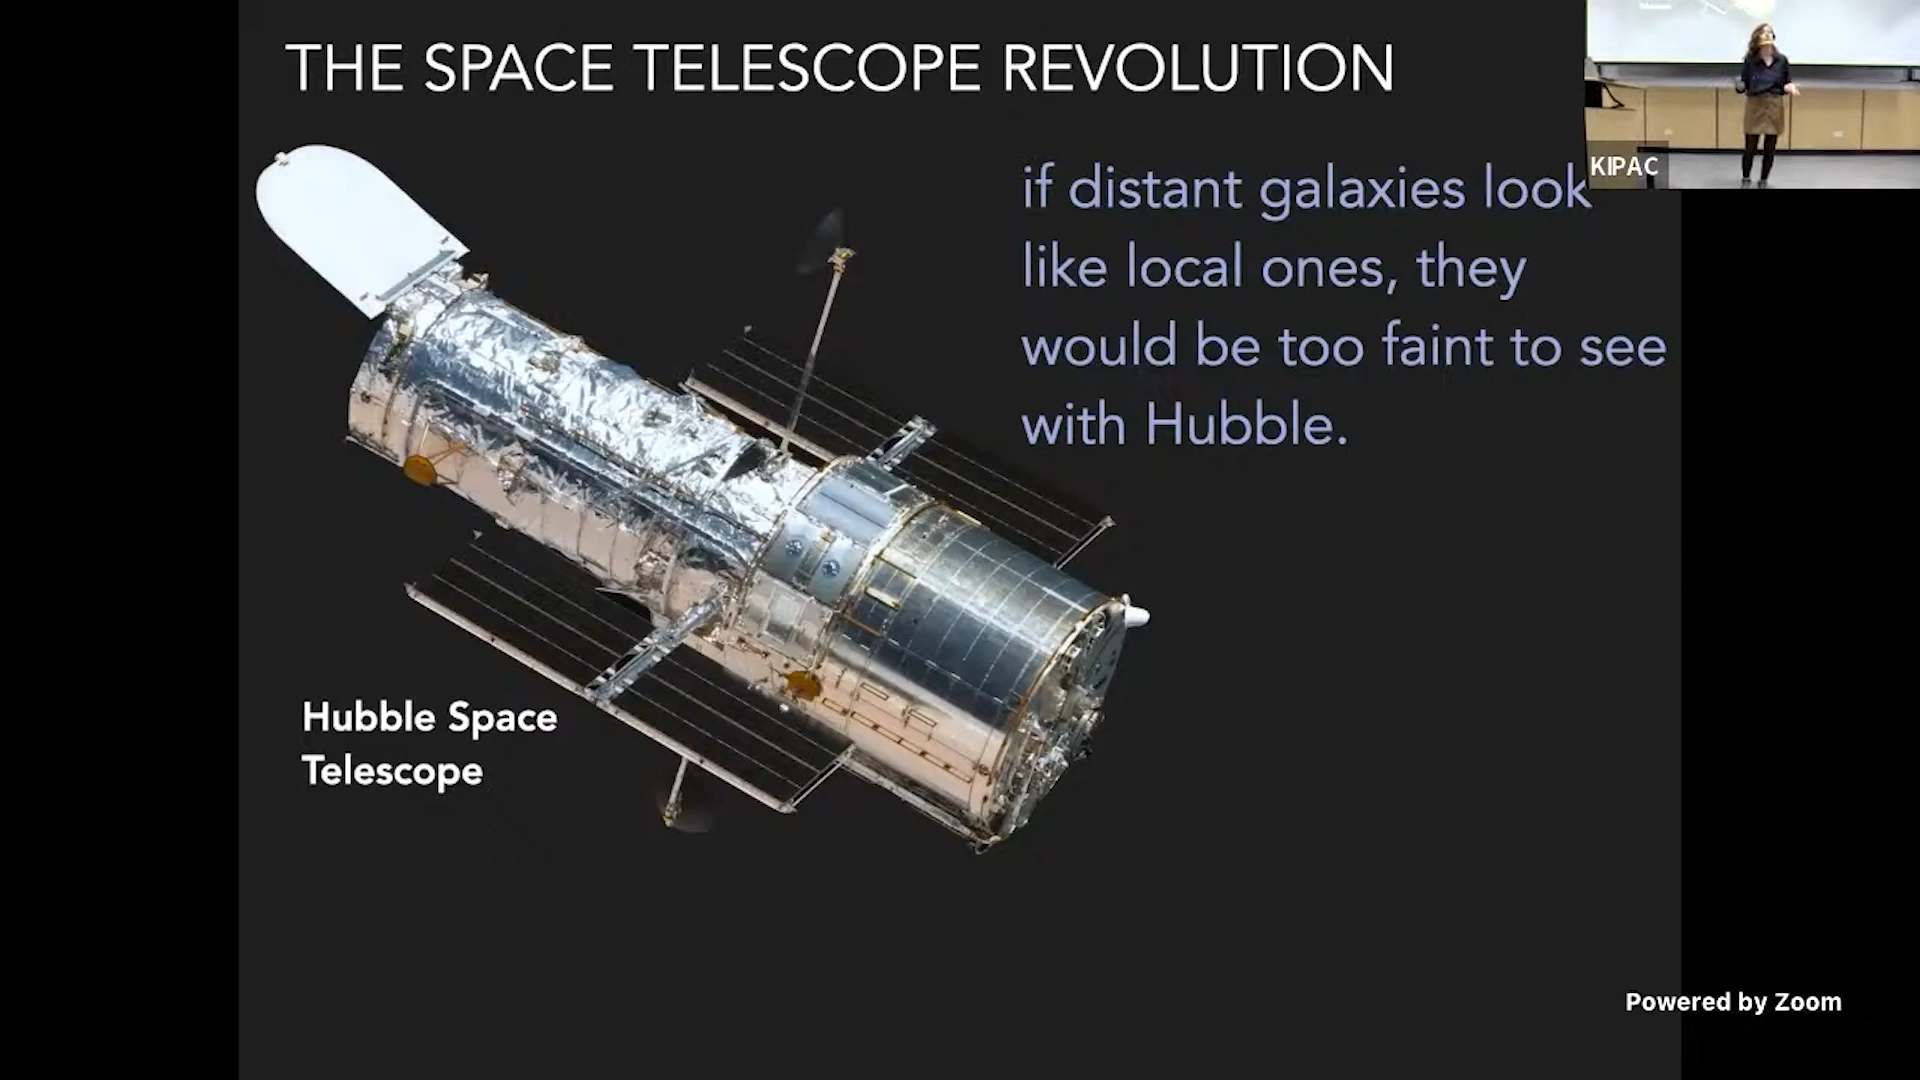 THE SPACE TELESCOPE REVOLUTION
KIPAC
if distant galaxies look
like local ones, they
would be too faint to see
with Hubble.
Hubble Space
Telescope
Powered by Zoom